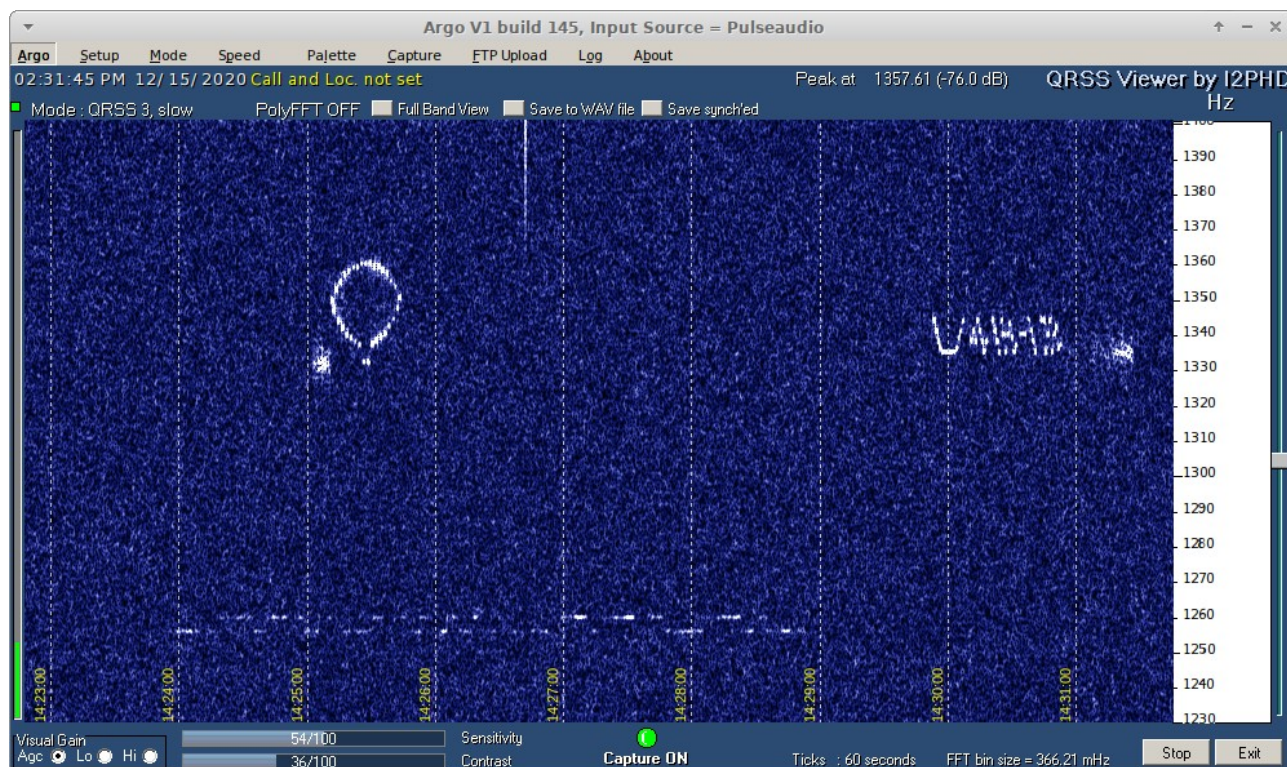 Argo V1 build 145, Input Source = Pulseaudio
Argo Setup Mode Speed Palette Capture FTP Upload Log About
02:31:45 PM 12/15/2020 Call and Loc. not set Peak at 1357.61 (-76.0 dB) QRSS Viewer by I2PHD
Mode : QRSS 3, slow PolyFFT OFF Full Band View Save to WAV file Save synch'ed Hz
1390
1380
1370
1360
1350
1340
1330
1320
1310
1300
1290
1280
1270
1260
1250
1240
1230
14:23:00 14:24:00 14:25:00 14:26:00 14:27:00 14:28:00 14:29:00 14:30:00 14:31:00
Visual Gain 54/100 Sensitivity
Agc Lo Hi 36/100 Contrast Capture ON Ticks : 60 seconds FFT bin size = 366.21 mHz Stop Exit